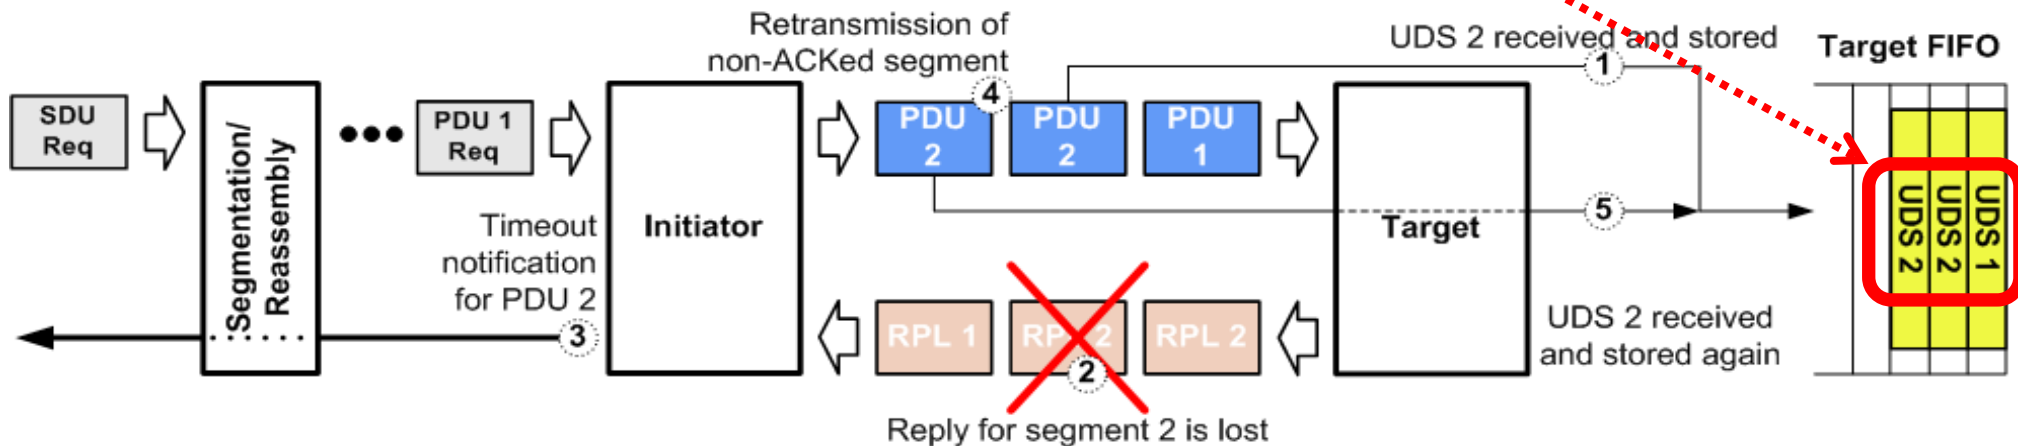 Retransmission of
non-ACKed segment
UDS 2 received and stored
Target FIFO
SDU
Req
Segmentation/
Reassembly
PDU 1
Req
Initiator
4
PDU
2
PDU
2
PDU
1
1
Target
5
UDS 2
UDS 2
UDS 1
Timeout
notification
for PDU 2
3
RPL 1
RPL 2
2
RPL 2
UDS 2 received
and stored again
Reply for segment 2 is lost